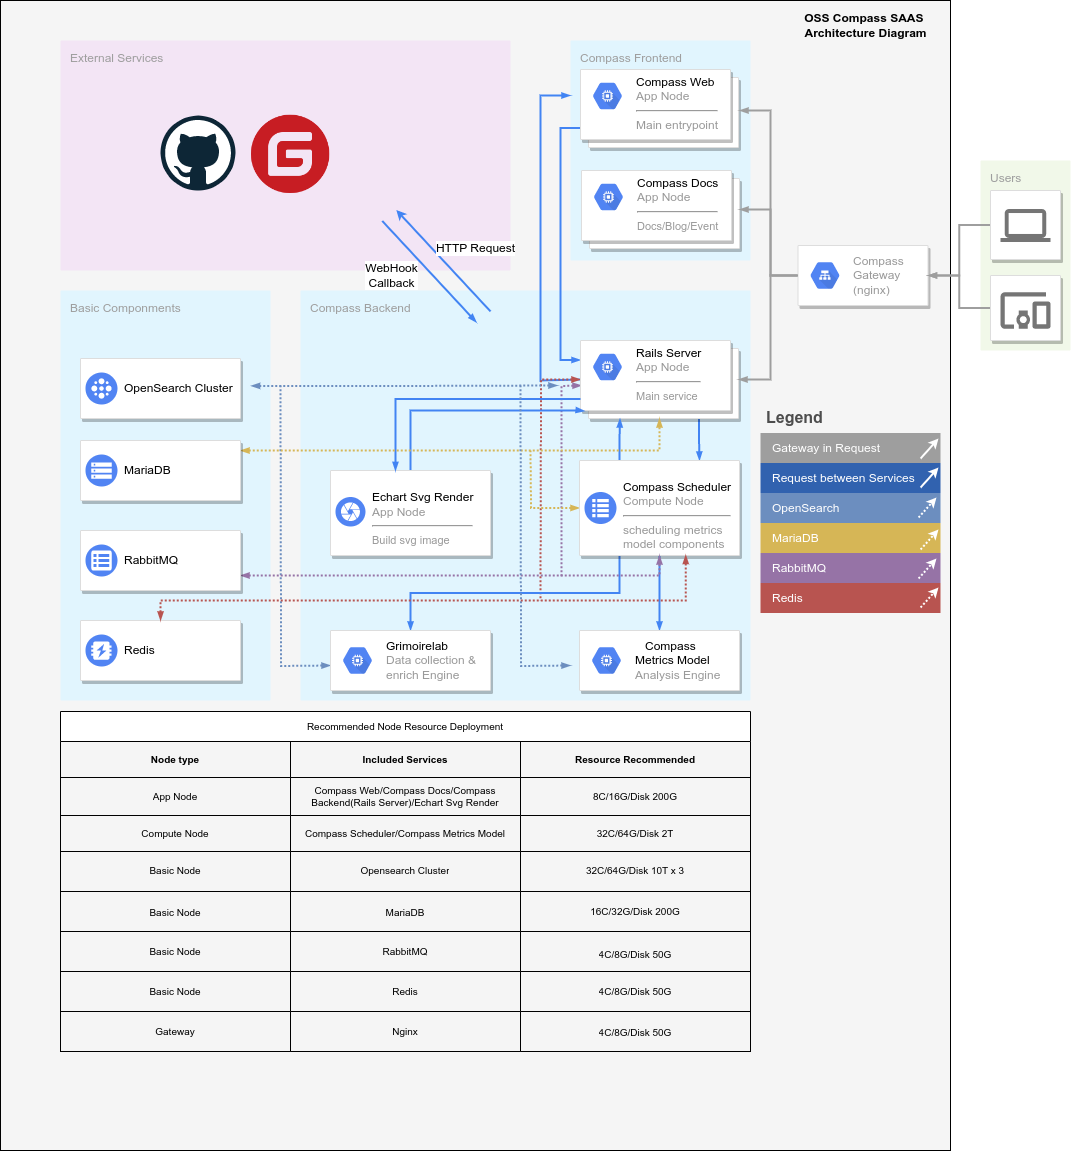 OSS Compass SAAS
Architecture Diagram
External Services
Compass Frontend
Compass Web
App Node
Main entrypoint
Compass Docs
App Node
Docs/Blog/Event
Users
Compass
Gateway
(nginx)
HTTP Request
WebHook
Callback
Basic Componments
Compass Backend
OpenSearch Cluster
MariaDB
RabbitMQ
Redis
Rails Server
App Node
Main service
Echart Svg Render
App Node
Build svg image
Compass Scheduler
Compute Node
scheduling metrics
model components
Grimoirelab
Data collection &
enrich Engine
Compass
Metrics Model
Analysis Engine
Legend
Gateway in Request
Request between Services
OpenSearch
MariaDB
RabbitMQ
Redis
Recommended Node Resource Deployment
Node type Included Services Resource Recommended
App Node
Compass Web/Compass Docs/Compass
Backend(Rails Server)/Echart Svg Render
8C/16G/Disk 200G
Compute Node Compass Scheduler/Compass Metrics Model 32C/64G/Disk 2T
Basic Node Opensearch Cluster 32C/64G/Disk 10T x 3
Basic Node MariaDB 16C/32G/Disk 200G
Basic Node RabbitMQ 4C/8G/Disk 50G
Basic Node Redis 4C/8G/Disk 50G
Gateway Nginx 4C/8G/Disk 50G